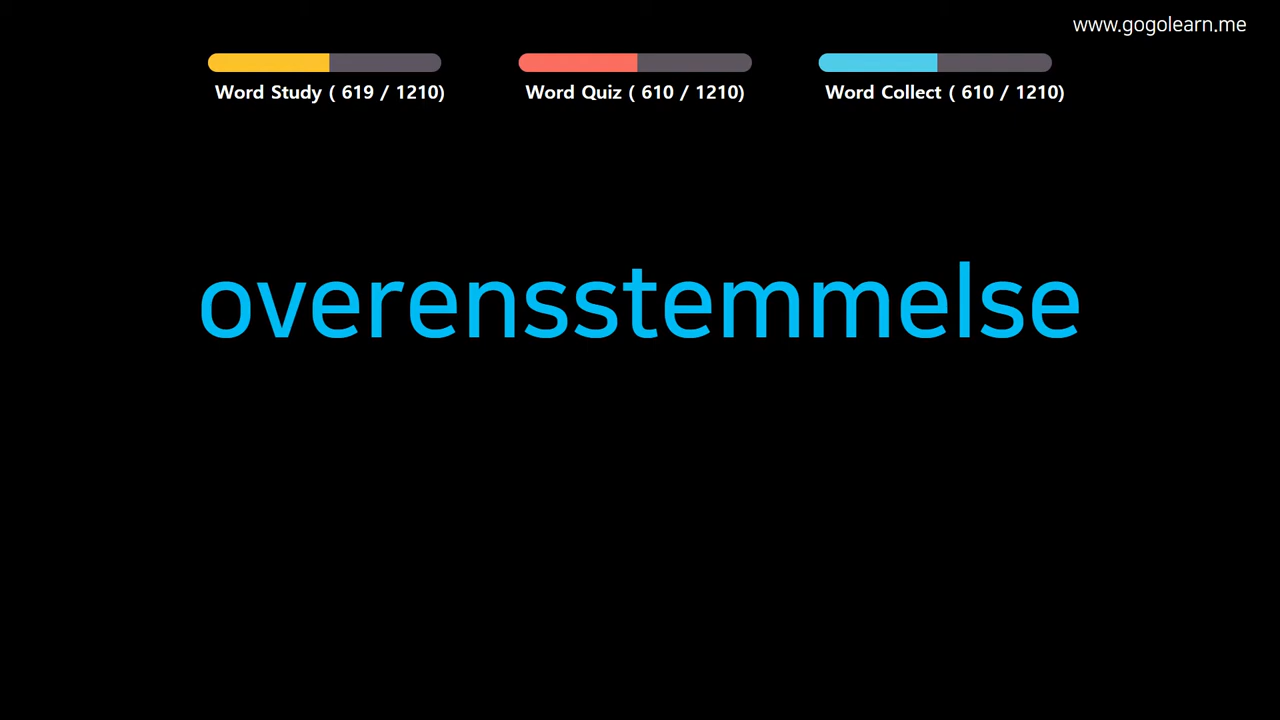 www.gogolearn.me
Word Study ( 619 / 1210)
Word Quiz ( 610 / 1210)
Word Collect ( 610 / 1210)
overensstemmelse